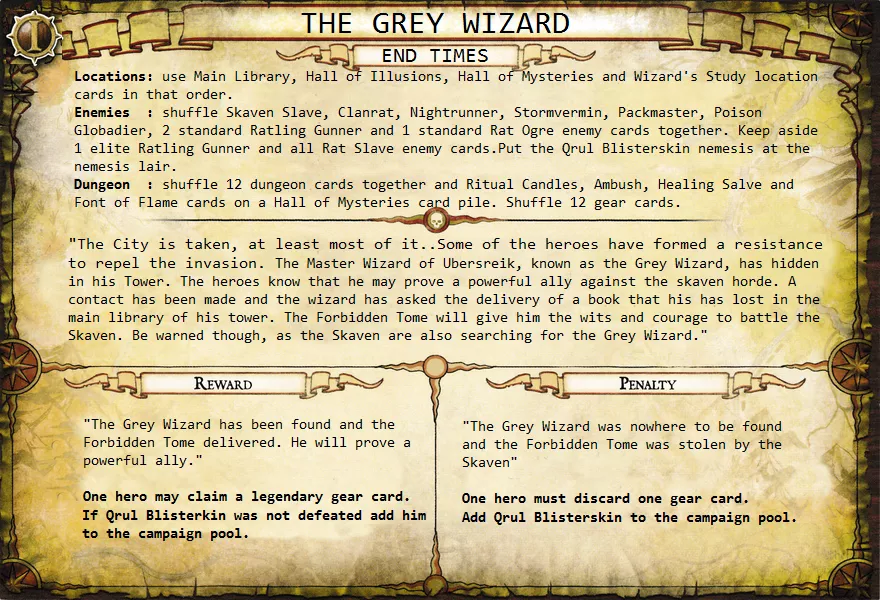 I
THE GREY WIZARD
END TIMES
Locations: use Main Library, Hall of Illusions, Hall of Mysteries and Wizard's Study location
cards in that order.
Enemies  : shuffle Skaven Slave, Clanrat, Nightrunner, Stormvermin, Packmaster, Poison
Globadier, 2 standard Ratling Gunner and 1 standard Rat Ogre enemy cards together. Keep aside
1 elite Ratling Gunner and all Rat Slave enemy cards.Put the Qrul Blisterskin nemesis at the
nemesis lair.
Dungeon  : shuffle 12 dungeon cards together and Ritual Candles, Ambush, Healing Salve and
Font of Flame cards on a Hall of Mysteries card pile. Shuffle 12 gear cards.
"The City is taken, at least most of it..Some of the heroes have formed a resistance
to repel the invasion. The Master Wizard of Ubersreik, known as the Grey Wizard, has hidden
in his Tower. The heroes know that he may prove a powerful ally against the skaven horde. A
contact has been made and the wizard has asked the delivery of a book that his has lost in the
main library of his tower. The Forbidden Tome will give him the wits and courage to battle the
Skaven. Be warned though, as the Skaven are also searching for the Grey Wizard."
Reward
"The Grey Wizard has been found and the
Forbidden Tome delivered. He will prove a
powerful ally."
One hero may claim a legendary gear card.
If Qrul Blisterkin was not defeated add him
to the campaign pool.
Penalty
"The Grey Wizard was nowhere to be found
and the Forbidden Tome was stolen by the
Skaven"
One hero must discard one gear card.
Add Qrul Blisterskin to the campaign pool.